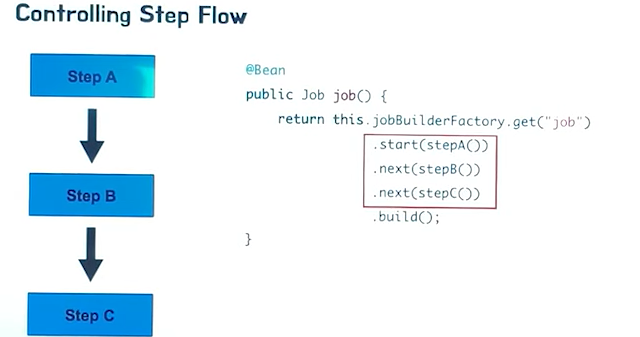 Controlling Step Flow
Step A
Step B
Step C
@Bean
public Job job() {
return this.jobBuilderFactory.get("job")
.start(stepA())
.next(stepB())
.next(stepC())
.build();
}